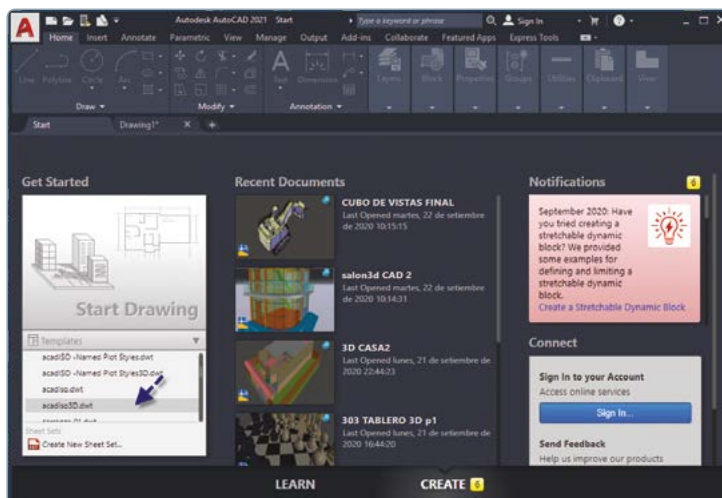 Autodesk AutoCAD 2021 Start
Type a keyword or phrase
Sign In
Home Insert Annotate Parametric View Manage Output Add-ins Collaborate Featured Apps Express Tools
Line Polyline Circle Arc
Text Dimension
Layers Block Properties Groups Utilities Clipboard View
Draw Modify Annotation
Start Drawing1*
Get Started
Start Drawing
Templates
acadISO -Named Plot Styles.dwt
acadISO -Named Plot Styles3D.dwt
acadiso.dwt
acadiso3D.dwt
Sheet Sets
Create New Sheet Set...
Recent Documents
CUBO DE VISTAS FINAL
Last Opened martes, 22 de setiembre
de 2020 10:15:15
salon3d CAD 2
Last Opened martes, 22 de setiembre
de 2020 10:14:31
3D CASA2
Last Opened lunes, 21 de setiembre
de 2020 22:44:23
303 TABLERO 3D p1
Last Opened lunes, 21 de setiembre
de 2020 16:44:20
Notifications 6
September 2020: Have
you tried creating a
stretchable dynamic
block? We provided
some examples for
defining and limiting a
stretchable dynamic
block.
Create a Stretchable Dynamic Block
Connect
Sign In to your Account
Access online services
Sign In...
Send Feedback
Help us improve our products
LEARN CREATE 6